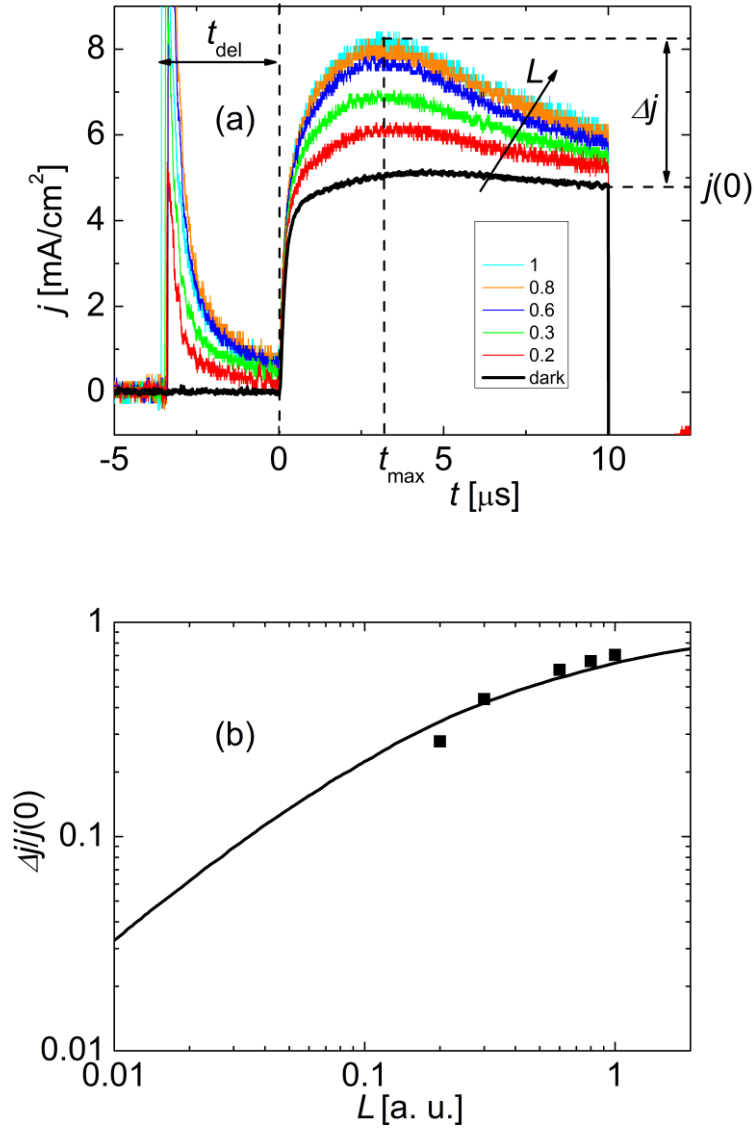 8
6
4
2
0
j [mA/cm²]
t_del
(a)
L
Δj
j(0)
1
0.8
0.6
0.3
0.2
dark
-5
0
t_max
5
10
t [μs]
1
0.1
0.01
Δj/j(0)
(b)
0.01
0.1
1
L [a. u.]